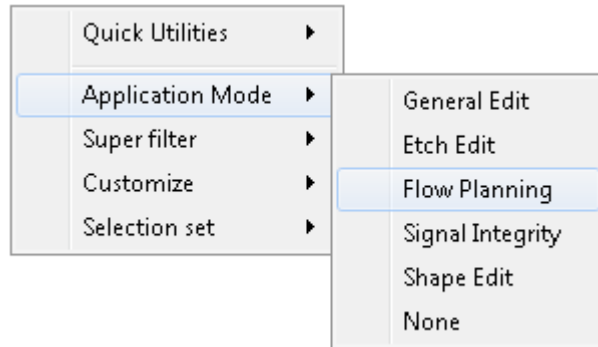 Quick Utilities
Application Mode
Super filter
Customize
Selection set
General Edit
Etch Edit
Flow Planning
Signal Integrity
Shape Edit
None